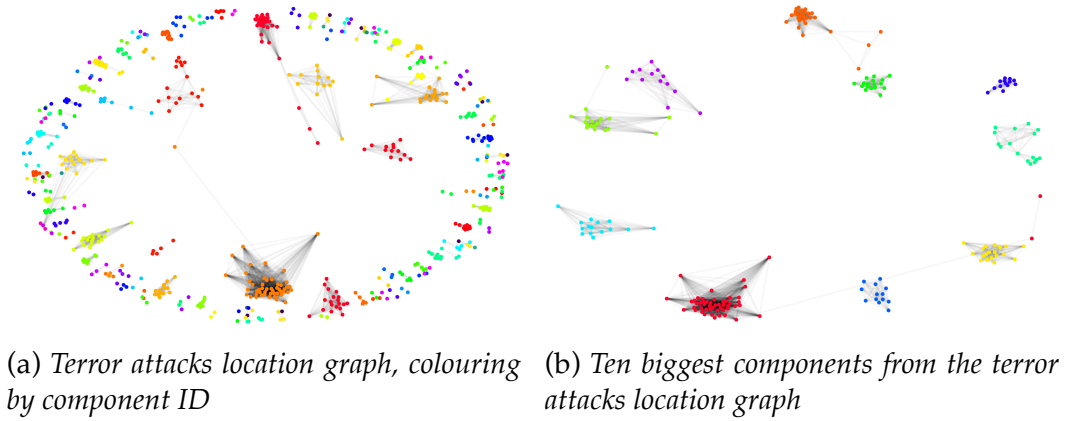 (a) Terror attacks location graph, colouring
by component ID
(b) Ten biggest components from the terror
attacks location graph